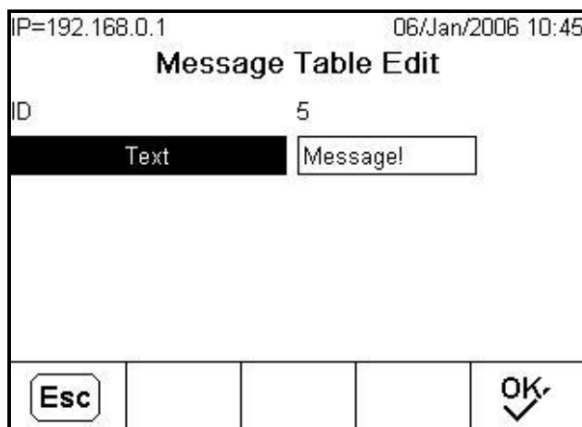 IP=192.168.0.1 06/Jan/2006 10:45
Message Table Edit
ID 5
Text Message!
Esc OK